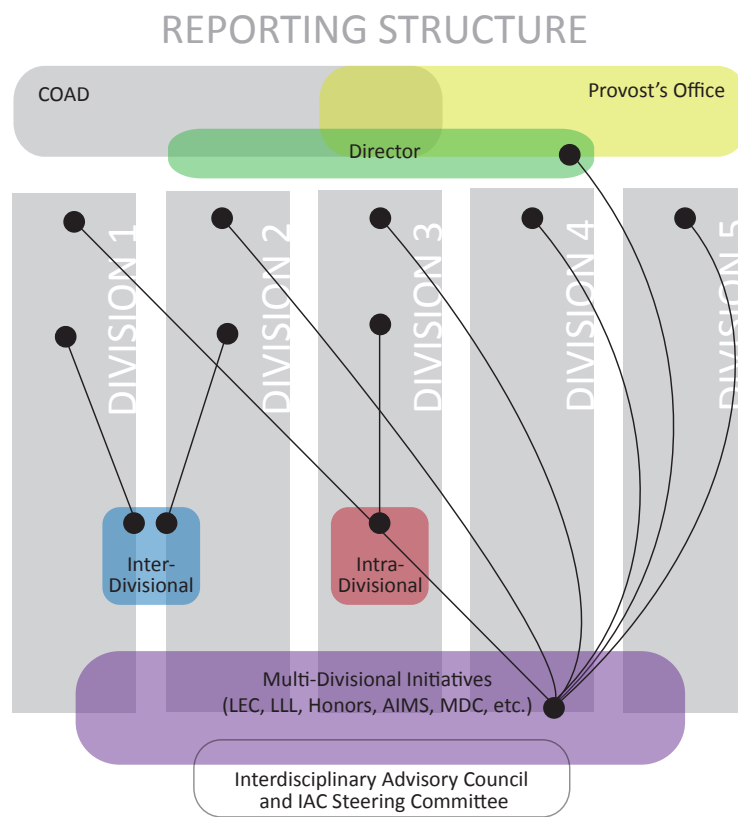 REPORTING STRUCTURE
COAD
Provost's Office
Director
DIVISION 1
DIVISION 2
DIVISION 3
DIVISION 4
DIVISION 5
Inter-
Divisional
Intra-
Divisional
Multi-Divisional Initiatives
(LEC, LLL, Honors, AIMS, MDC, etc.)
Interdisciplinary Advisory Council
and IAC Steering Committee